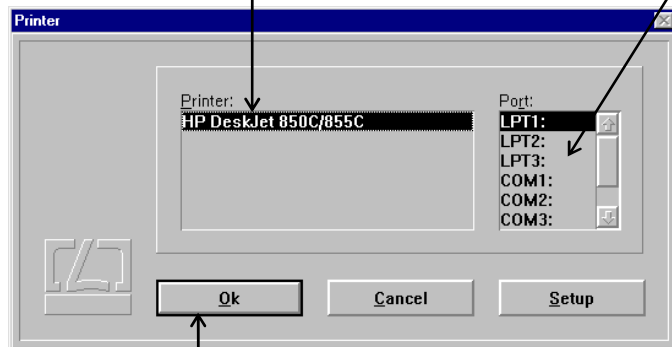 Printer
Printer:
HP DeskJet 850C/855C
Port:
LPT1:
LPT2:
LPT3:
COM1:
COM2:
COM3:
Ok
Cancel
Setup